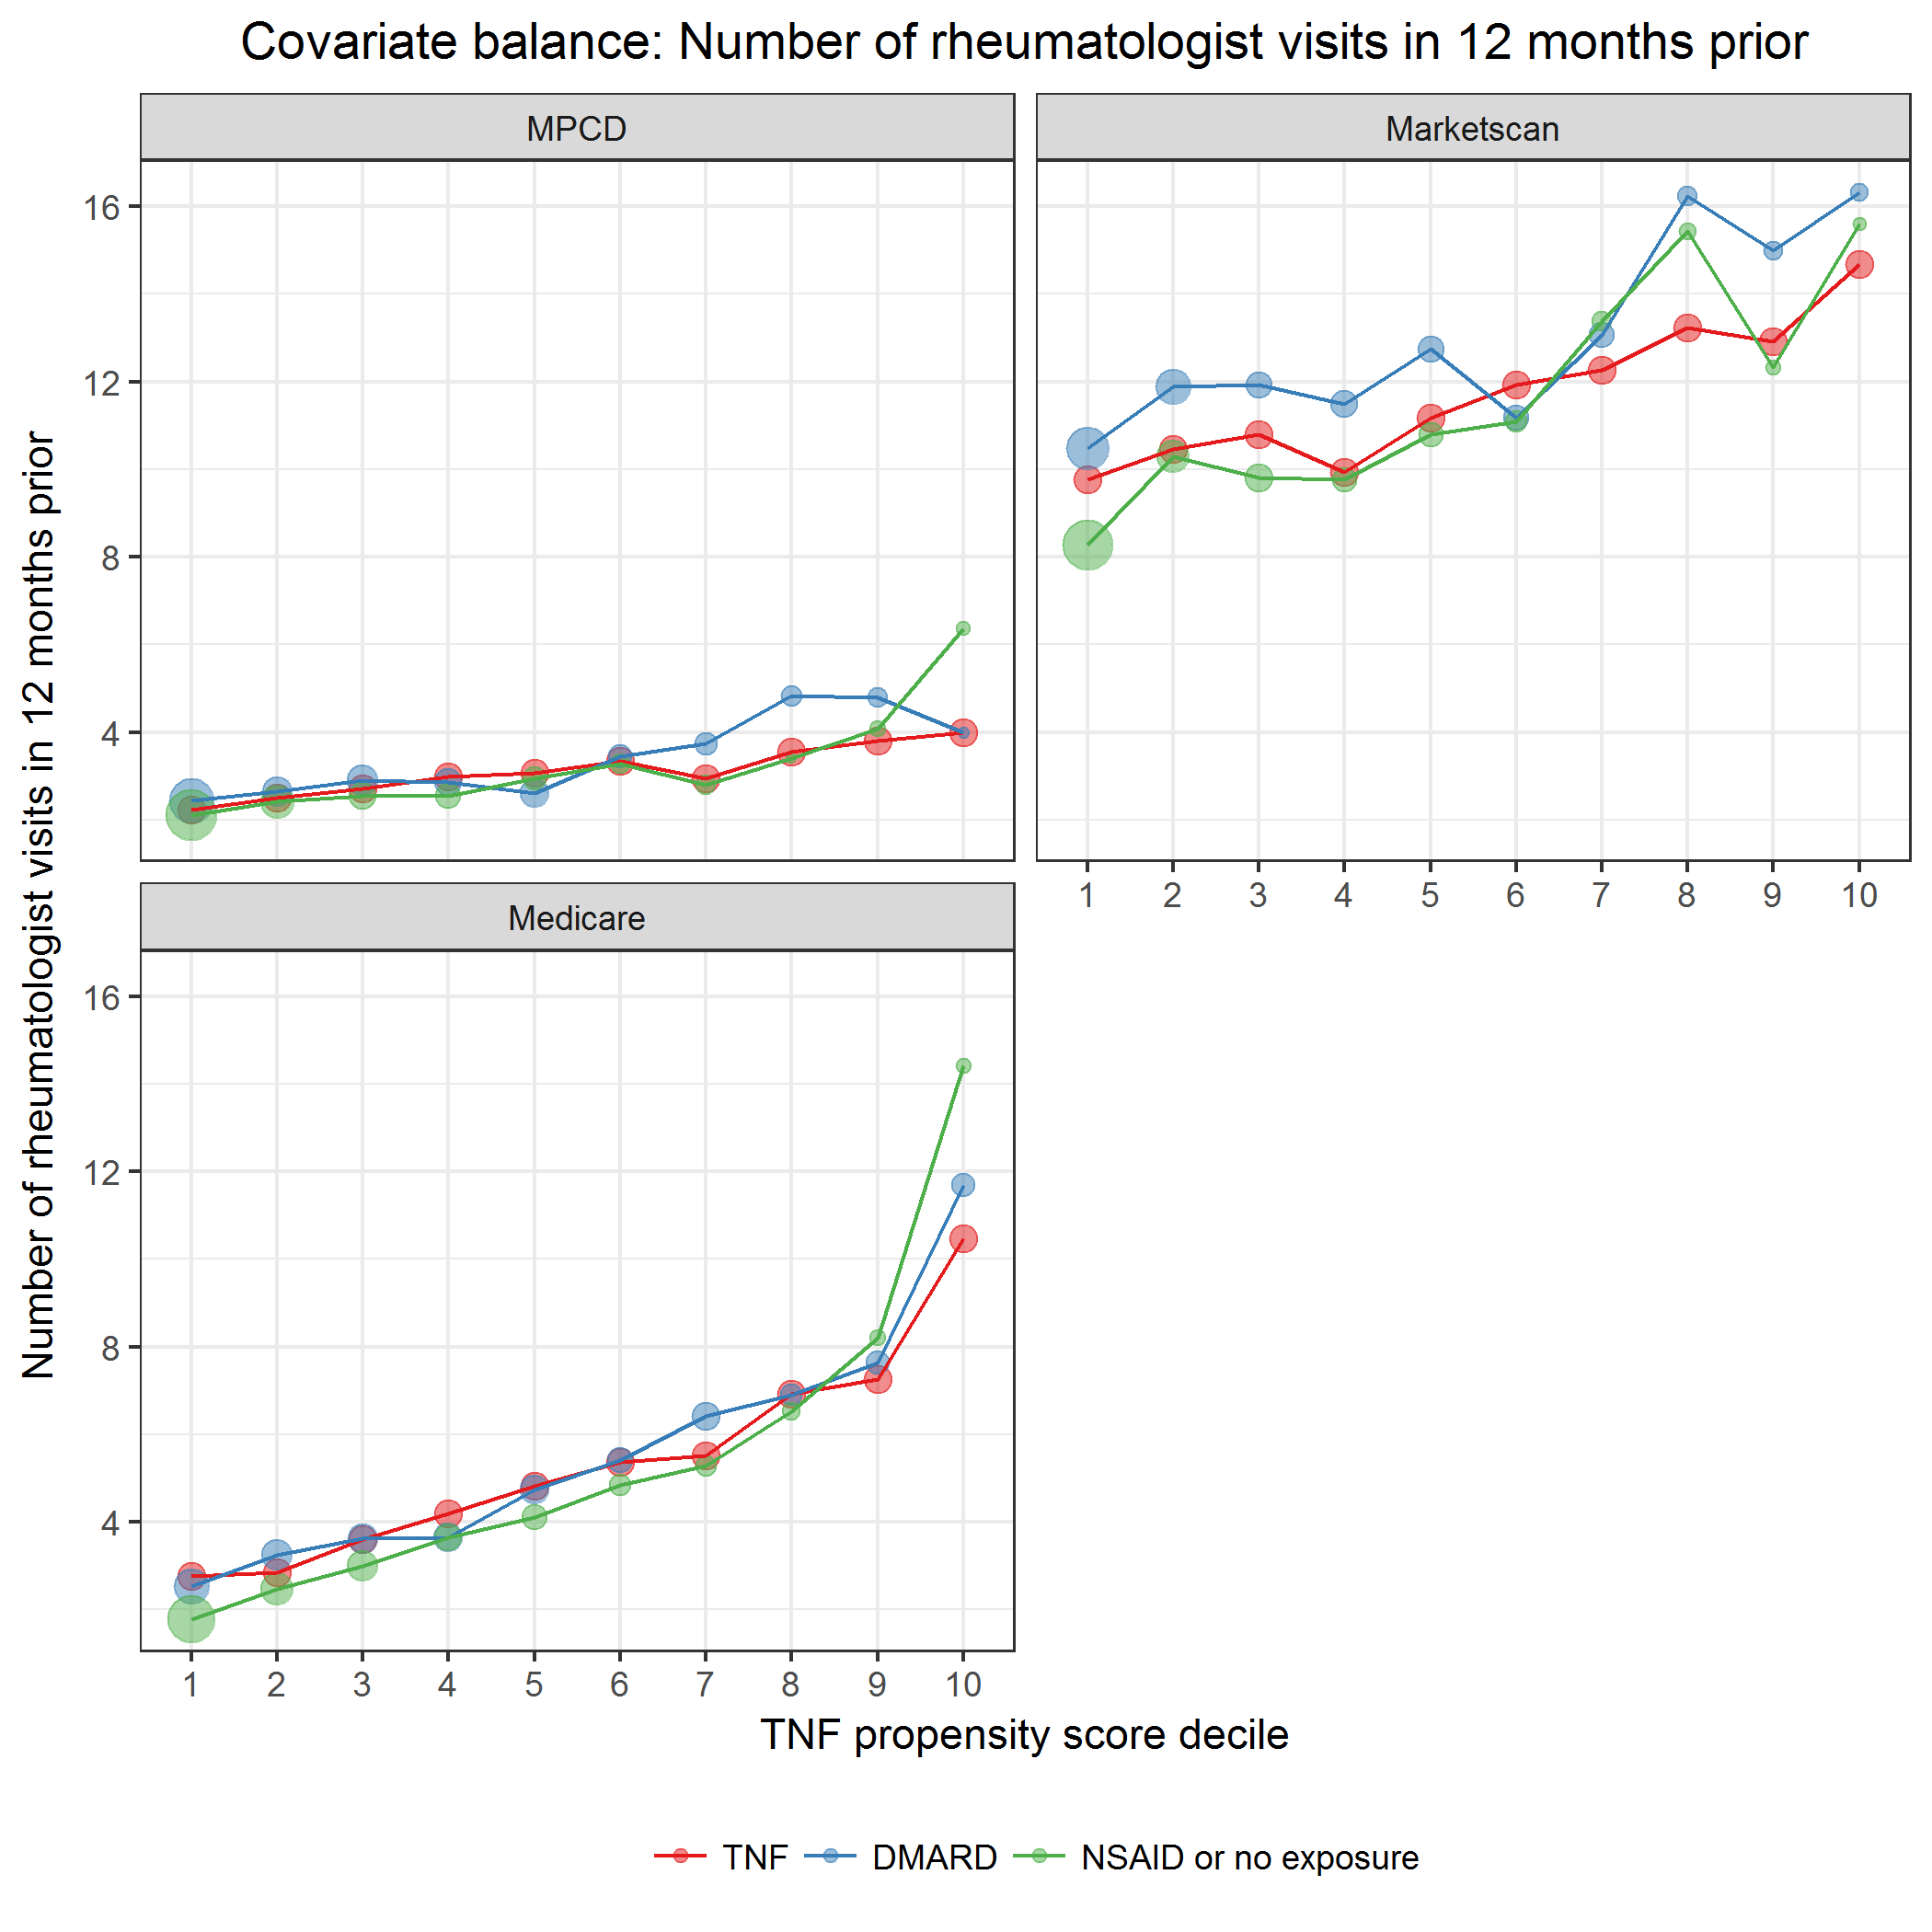 Covariate balance: Number of rheumatologist visits in 12 months prior
MPCD
Marketscan
16
12
8
4
1 2 3 4 5 6 7 8 9 10
Medicare
16
12
8
4
1 2 3 4 5 6 7 8 9 10
Number of rheumatologist visits in 12 months prior
TNF propensity score decile
TNF DMARD NSAID or no exposure